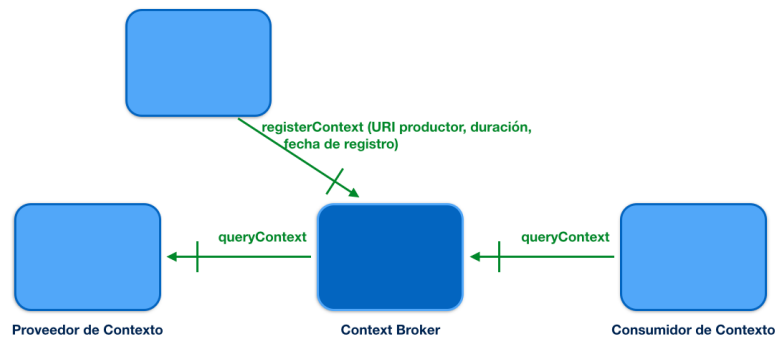 registerContext (URI productor, duración,
fecha de registro)
queryContext
queryContext
Proveedor de Contexto
Context Broker
Consumidor de Contexto